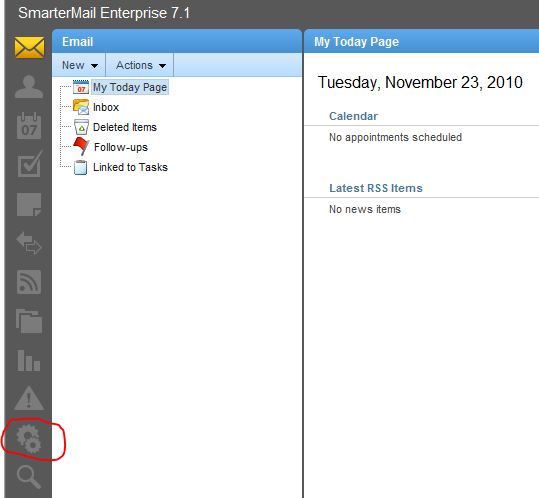 SmarterMail Enterprise 7.1
Email
New Actions
07 My Today Page
Inbox
Deleted Items
Follow-ups
Linked to Tasks
07
My Today Page
Tuesday, November 23, 2010
Calendar
No appointments scheduled
Latest RSS Items
No news items